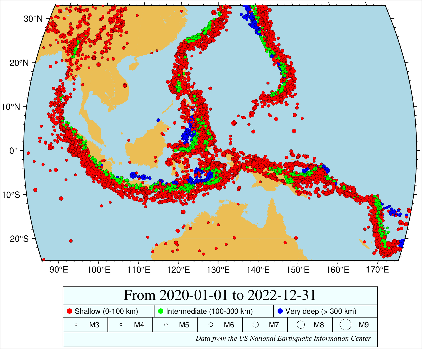 30°N
20°N
10°N
0°
10°S
20°S
90°E 100°E 110°E 120°E 130°E 140°E 150°E 160°E 170°E
From 2020-01-01 to 2022-12-31
Shallow (0-100 km) Intermediate (100-300 km) Very deep (> 300 km)
M3 M4 M5 M6 M7 M8 M9
Data from the US National Earthquake Information Center